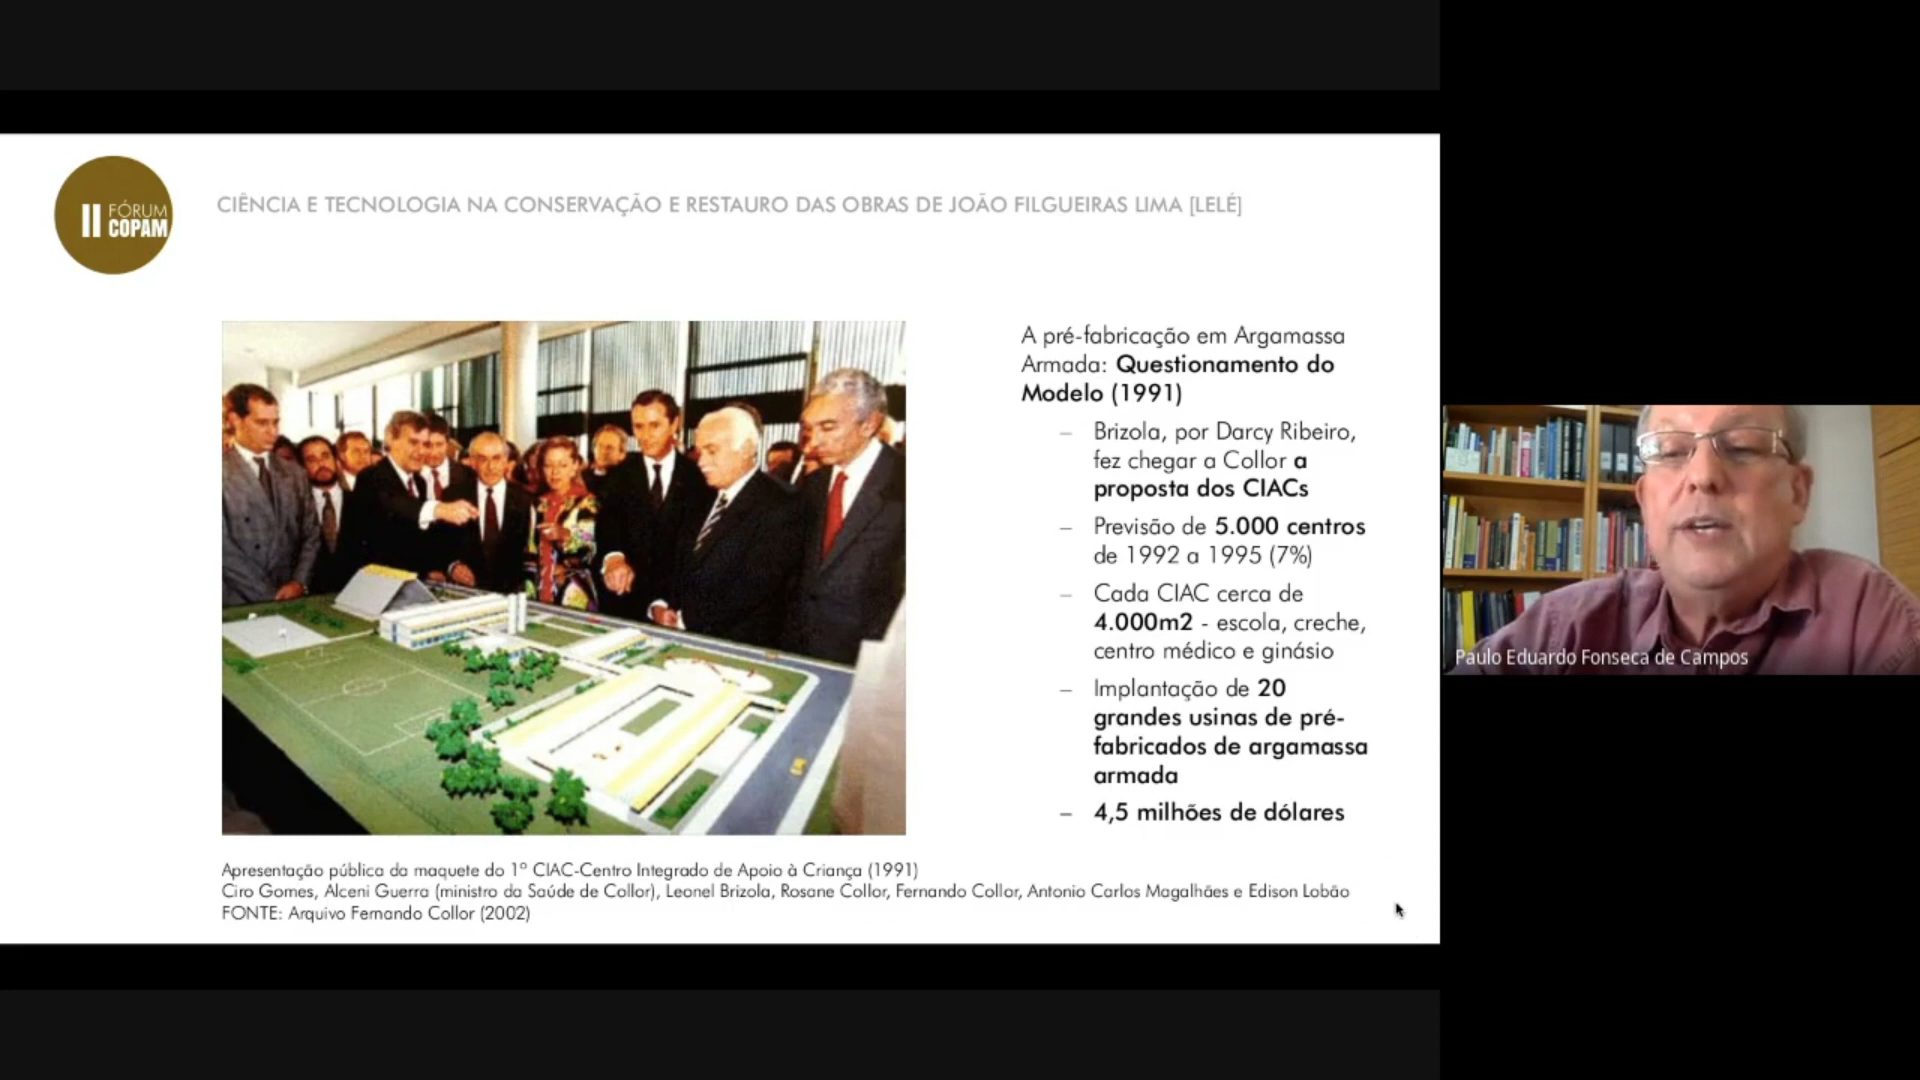 II FÓRUM
COPAM
CIÊNCIA E TECNOLOGIA NA CONSERVAÇÃO E RESTAURO DAS OBRAS DE JOÃO FILGUEIRAS LIMA [LELÉ]
A pré-fabricação em Argamassa
Armada: Questionamento do
Modelo (1991)
– Brizola, por Darcy Ribeiro,
fez chegar a Collor a
proposta dos CIACs
– Previsão de 5.000 centros
de 1992 a 1995 (7%)
– Cada CIAC cerca de
4.000m2 - escola, creche,
centro médico e ginásio
– Implantação de 20
grandes usinas de pré-
fabricados de argamassa
armada
– 4,5 milhões de dólares
Apresentação pública da maquete do 1º CIAC-Centro Integrado de Apoio à Criança (1991)
Ciro Gomes, Alceni Guerra (ministro da Saúde de Collor), Leonel Brizola, Rosane Collor, Fernando Collor, Antonio Carlos Magalhães e Edison Lobão
FONTE: Arquivo Fernando Collor (2002)
Paulo Eduardo Fonseca de Campos